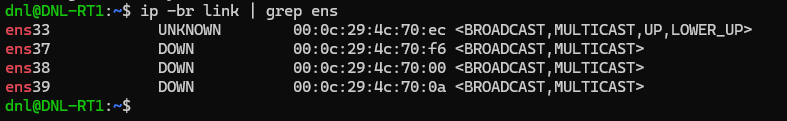 dnl@DNL-RT1:~$ ip -br link | grep ens
ens33 UNKNOWN 00:0c:29:4c:70:ec <BROADCAST,MULTICAST,UP,LOWER_UP>
ens37 DOWN 00:0c:29:4c:70:f6 <BROADCAST,MULTICAST>
ens38 DOWN 00:0c:29:4c:70:00 <BROADCAST,MULTICAST>
ens39 DOWN 00:0c:29:4c:70:0a <BROADCAST,MULTICAST>
dnl@DNL-RT1:~$